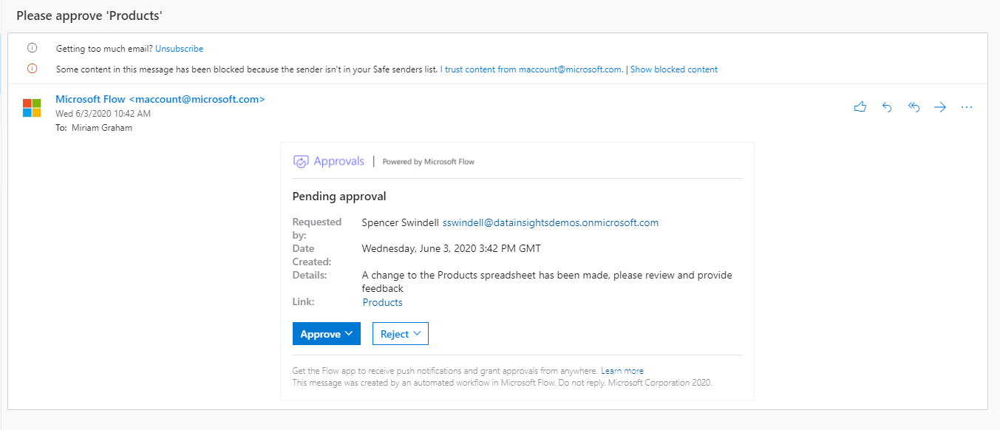 Please approve 'Products'
Getting too much email? Unsubscribe
Some content in this message has been blocked because the sender isn't in your Safe senders list. I trust content from maccount@microsoft.com. | Show blocked content
Microsoft Flow <maccount@microsoft.com>
Wed 6/3/2020 10:42 AM
To: Miriam Graham
Approvals | Powered by Microsoft Flow
Pending approval
Requested by: Spencer Swindell sswindell@datainsightsdemos.onmicrosoft.com
Date Created: Wednesday, June 3, 2020 3:42 PM GMT
Details: A change to the Products spreadsheet has been made, please review and provide
feedback
Link: Products
Approve Reject
Get the Flow app to receive push notifications and grant approvals from anywhere. Learn more
This message was created by an automated workflow in Microsoft Flow. Do not reply. Microsoft Corporation 2020.